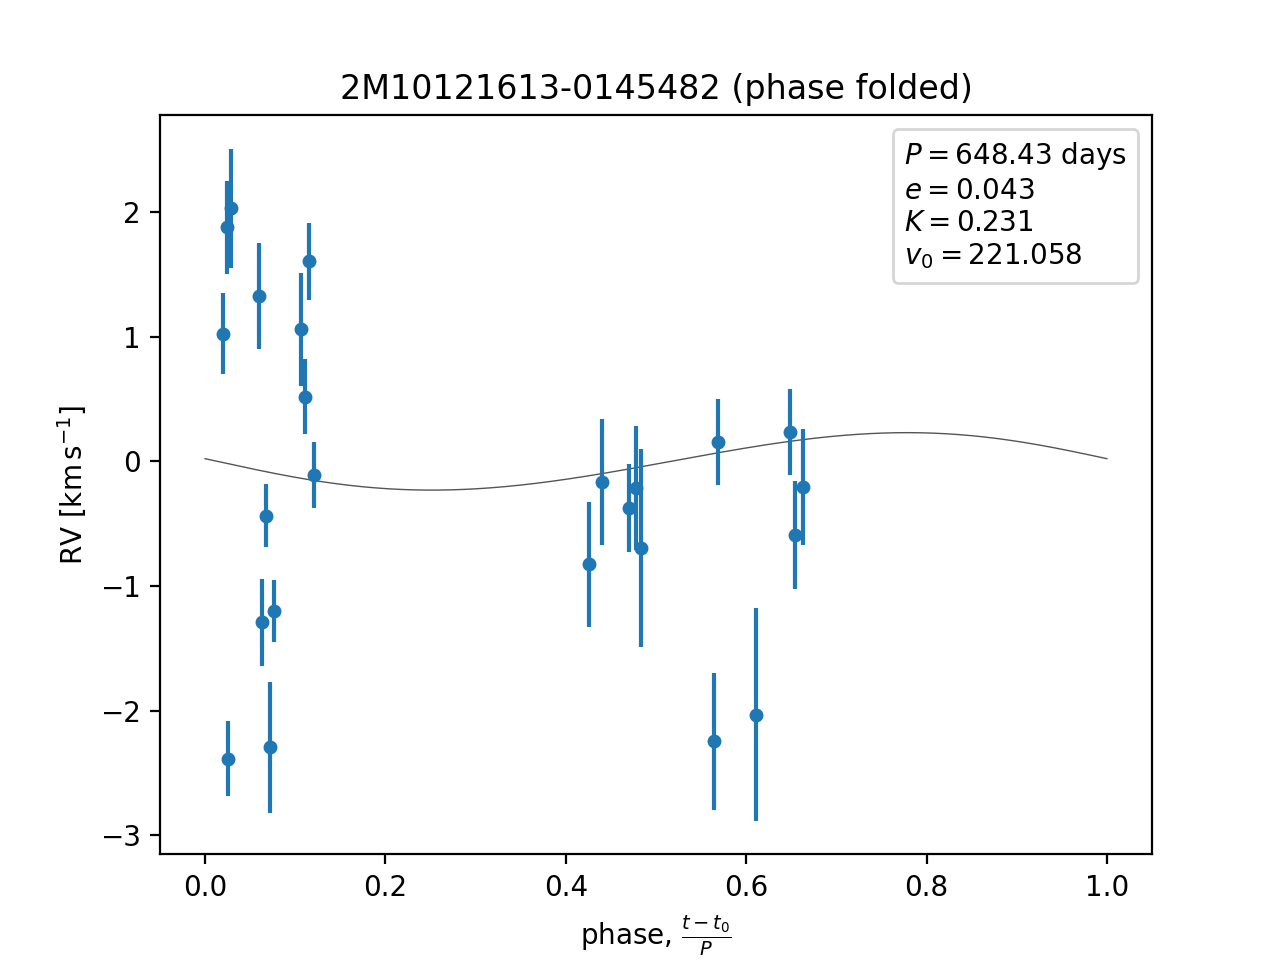 2M10121613-0145482 (phase folded)
P = 648.43 days
e = 0.043
K = 0.231
v₀ = 221.058
RV [km s⁻¹]
2
1
0
−1
−2
−3
0.0 0.2 0.4 0.6 0.8 1.0
phase, (t − t₀)/P